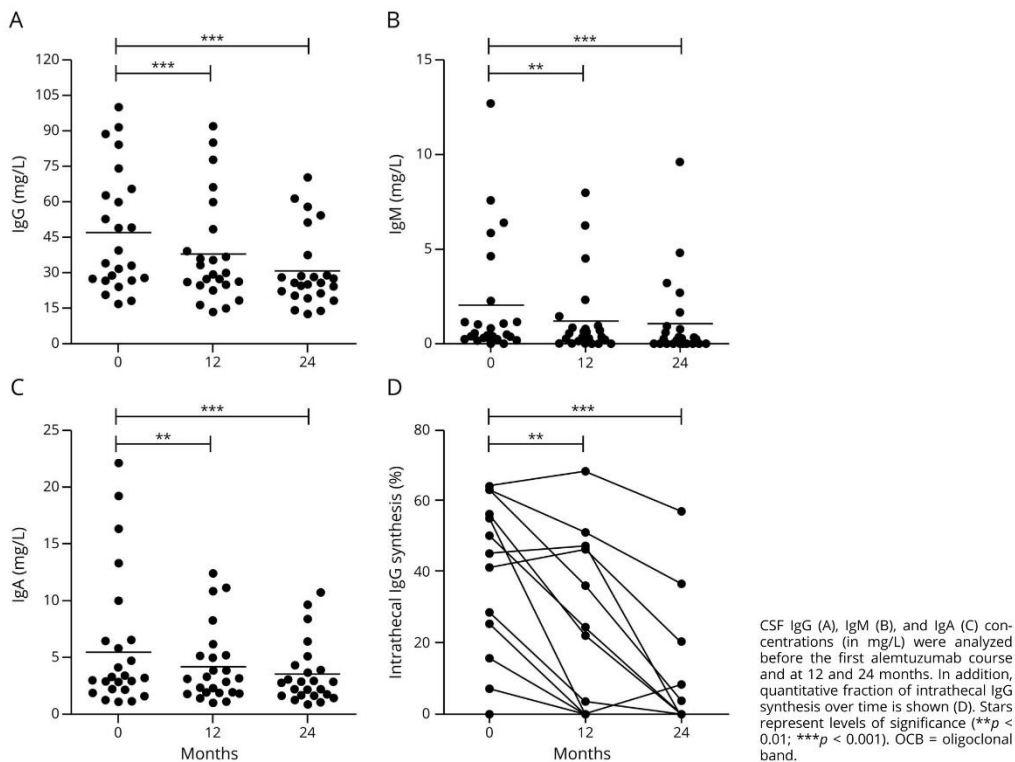 A
***
***
120
105
90
75
60
45
30
15
0
IgG (mg/L)
0 12 24
B
***
**
15
10
5
0
IgM (mg/L)
0 12 24
C
***
**
25
20
15
10
5
0
IgA (mg/L)
0 12 24
Months
D
***
**
80
60
40
20
0
Intrathecal IgG synthesis (%)
0 12 24
Months
CSF IgG (A), IgM (B), and IgA (C) con-
centrations (in mg/L) were analyzed
before the first alemtuzumab course
and at 12 and 24 months. In addition,
quantitative fraction of intrathecal IgG
synthesis over time is shown (D). Stars
represent levels of significance (**p <
0.01; ***p < 0.001). OCB = oligoclonal
band.